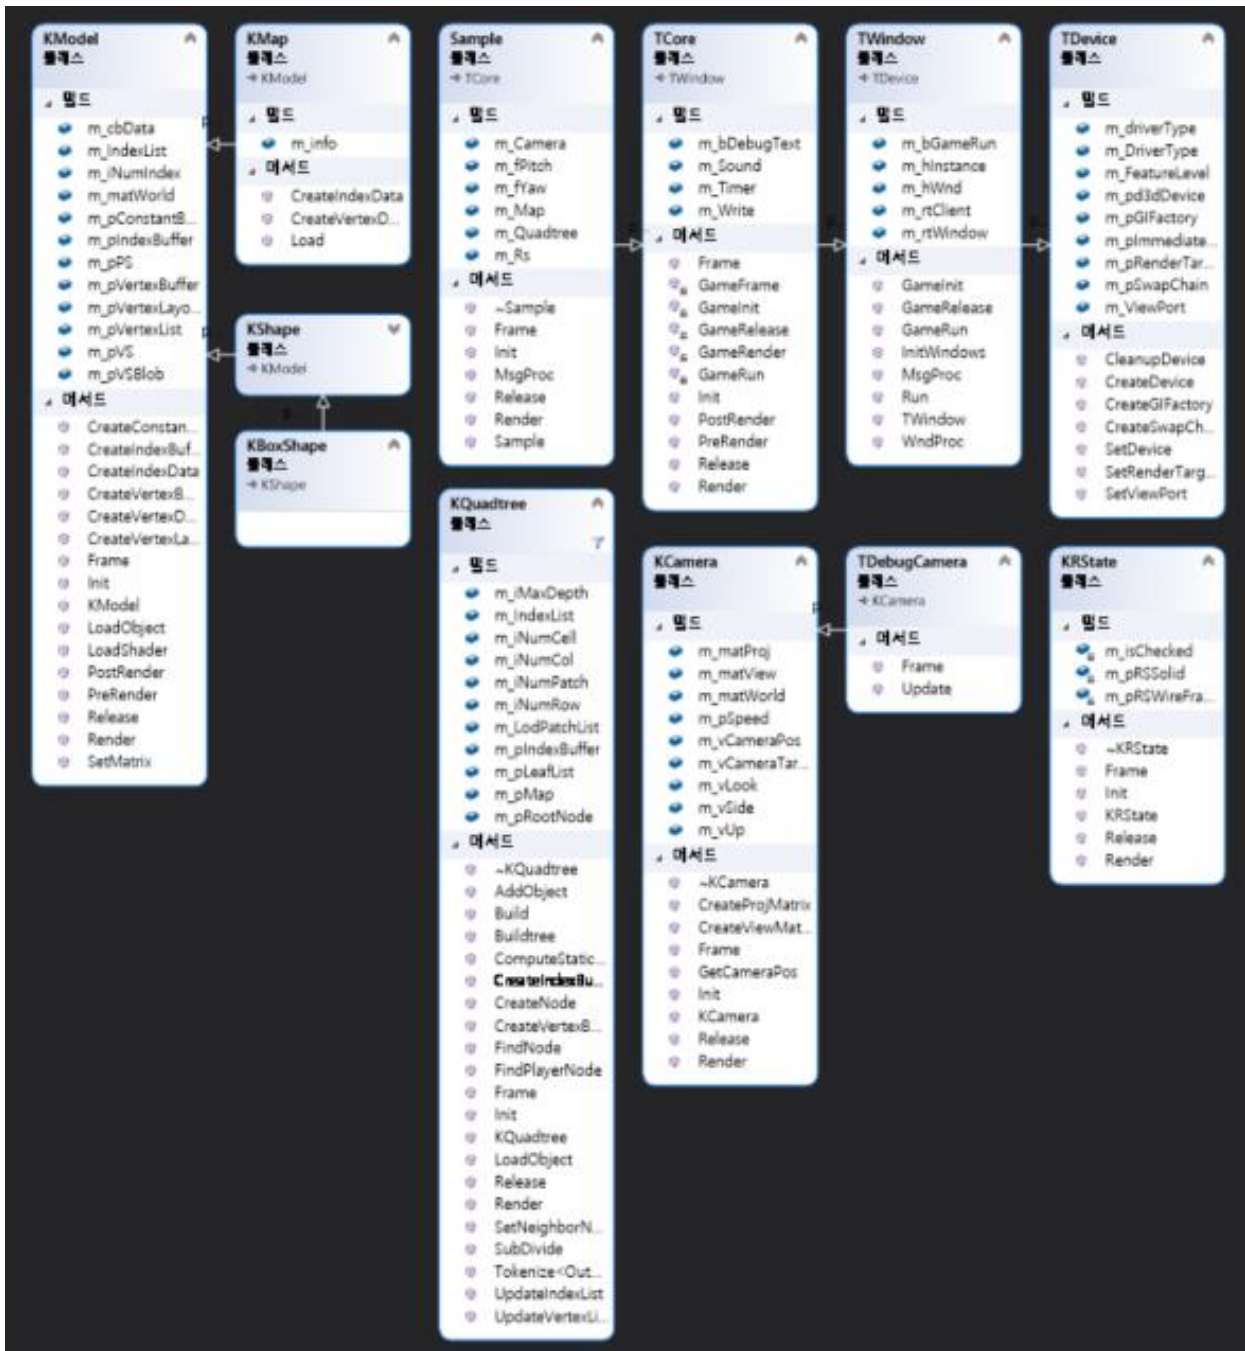 KModel
클래스
필드
m_cbData
m_IndexList
m_iNumIndex
m_matWorld
m_pConstantB...
m_pIndexBuffer
m_pPS
m_pVertexBuffer
m_pVertexLayo...
m_pVertexList
m_pVS
m_pVSBlob
메서드
CreateConstan...
CreateIndexBuf...
CreateIndexData
CreateVertexB...
CreateVertexD...
CreateVertexLa...
Frame
Init
KModel
LoadObject
LoadShader
PostRender
PreRender
Release
Render
SetMatrix
KMap
클래스
KModel
필드
m_info
메서드
CreateIndexData
CreateVertexD...
Load
KShape
클래스
KModel
KBoxShape
클래스
KShape
Sample
클래스
TCore
필드
m_Camera
m_fPitch
m_fYaw
m_Map
m_Quadtree
m_Rs
메서드
~Sample
Frame
Init
MsgProc
Release
Render
Sample
KQuadtree
클래스
필드
m_iMaxDepth
m_IndexList
m_iNumCell
m_iNumCol
m_iNumPatch
m_iNumRow
m_LodPatchList
m_pIndexBuffer
m_pLeafList
m_pMap
m_pRootNode
메서드
~KQuadtree
AddObject
Build
Buildtree
ComputeStatic...
CreateIndexBu...
CreateNode
CreateVertexB...
FindNode
FindPlayerNode
Frame
Init
KQuadtree
LoadObject
Release
Render
SetNeighborN...
SubDivide
Tokenize<Out...
UpdateIndexList
UpdateVertexLi...
TCore
클래스
TWindow
필드
m_bDebugText
m_Sound
m_Timer
m_Write
메서드
Frame
GameFrame
GameInit
GameRelease
GameRender
GameRun
Init
PostRender
PreRender
Release
Render
KCamera
클래스
필드
m_matProj
m_matView
m_matWorld
m_pSpeed
m_vCameraPos
m_vCameraTar...
m_vLook
m_vSide
m_vUp
메서드
~KCamera
CreateProjMatrix
CreateViewMat...
Frame
GetCameraPos
Init
KCamera
Release
Render
TWindow
클래스
TDevice
필드
m_bGameRun
m_hInstance
m_hWnd
m_rtClient
m_rtWindow
메서드
GameInit
GameRelease
GameRun
InitWindows
MsgProc
Run
TWindow
WndProc
TDebugCamera
클래스
KCamera
메서드
Frame
Update
TDevice
클래스
필드
m_driverType
m_DriverType
m_FeatureLevel
m_pd3dDevice
m_pGIFactory
m_pImmediate...
m_pRenderTar...
m_pSwapChain
m_ViewPort
메서드
CleanupDevice
CreateDevice
CreateGIFactory
CreateSwapCh...
SetDevice
SetRenderTarg...
SetViewPort
KRState
클래스
필드
m_isChecked
m_pRSSolid
m_pRSWireFra...
메서드
~KRState
Frame
Init
KRState
Release
Render